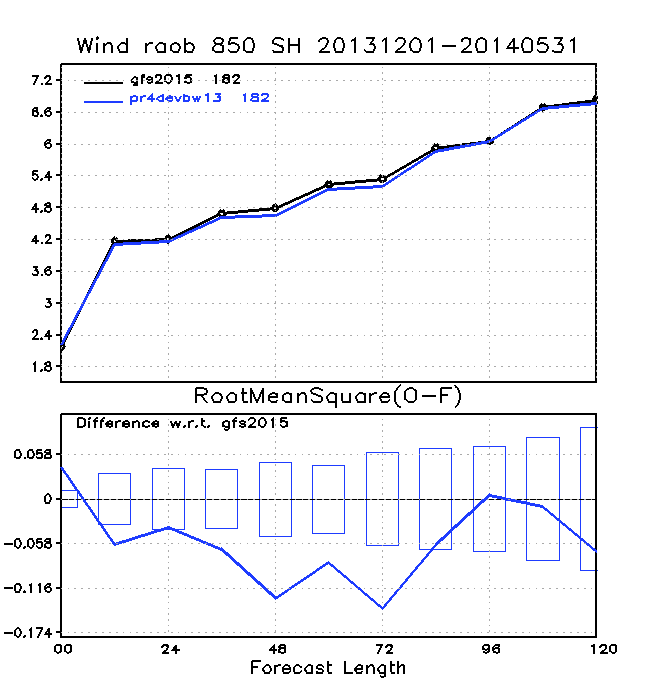 Wind raob 850 SH 20131201-20140531
gfs2015 182
pr4devbw13 182
7.2
6.6
6
5.4
4.8
4.2
3.6
3
2.4
1.8
RootMeanSquare(O-F)
Difference w.r.t. gfs2015
0.058
0
-0.058
-0.116
-0.174
00 24 48 72 96 120
Forecast Length